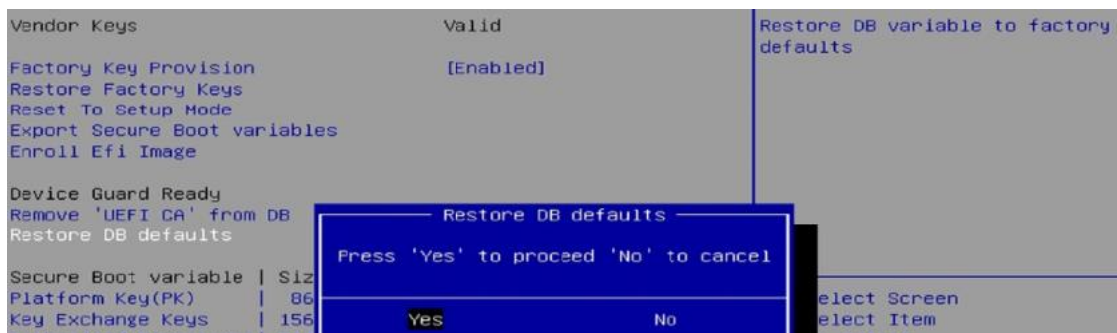 Vendor Keys Valid
Factory Key Provision [Enabled]
Restore Factory Keys
Reset To Setup Mode
Export Secure Boot variables
Enroll Efi Image
Device Guard Ready
Remove 'UEFI CA' from DB
Restore DB defaults
Secure Boot variable | Siz
Platform Key(PK) | 86
Key Exchange Keys | 156
Restore DB defaults
Press 'Yes' to proceed 'No' to cancel
Yes No
Restore DB variable to factory
defaults
elect Screen
elect Item